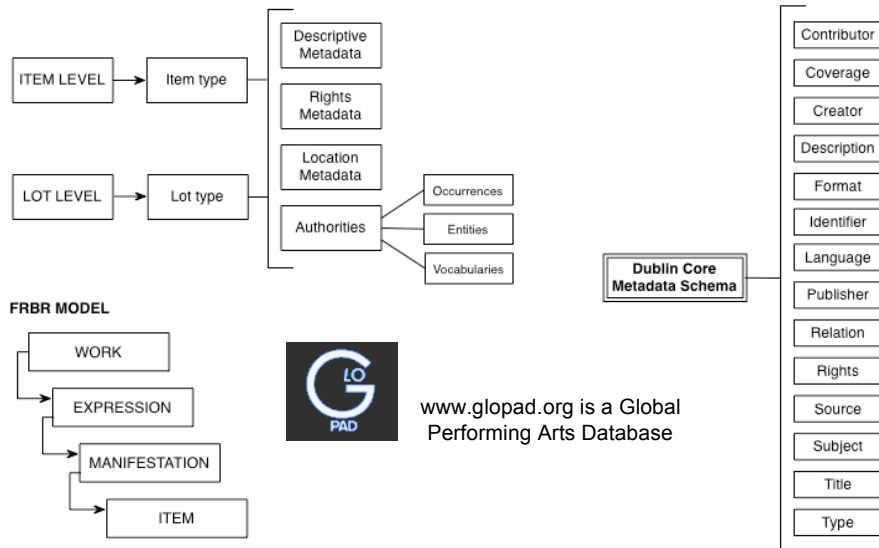 ITEM LEVEL
Item type
LOT LEVEL
Lot type
Descriptive
Metadata
Rights
Metadata
Location
Metadata
Authorities
Occurrences
Entities
Vocabularies
FRBR MODEL
WORK
EXPRESSION
MANIFESTATION
ITEM
GLO
PAD
www.glopad.org is a Global
Performing Arts Database
Dublin Core
Metadata Schema
Contributor
Coverage
Creator
Description
Format
Identifier
Language
Publisher
Relation
Rights
Source
Subject
Title
Type